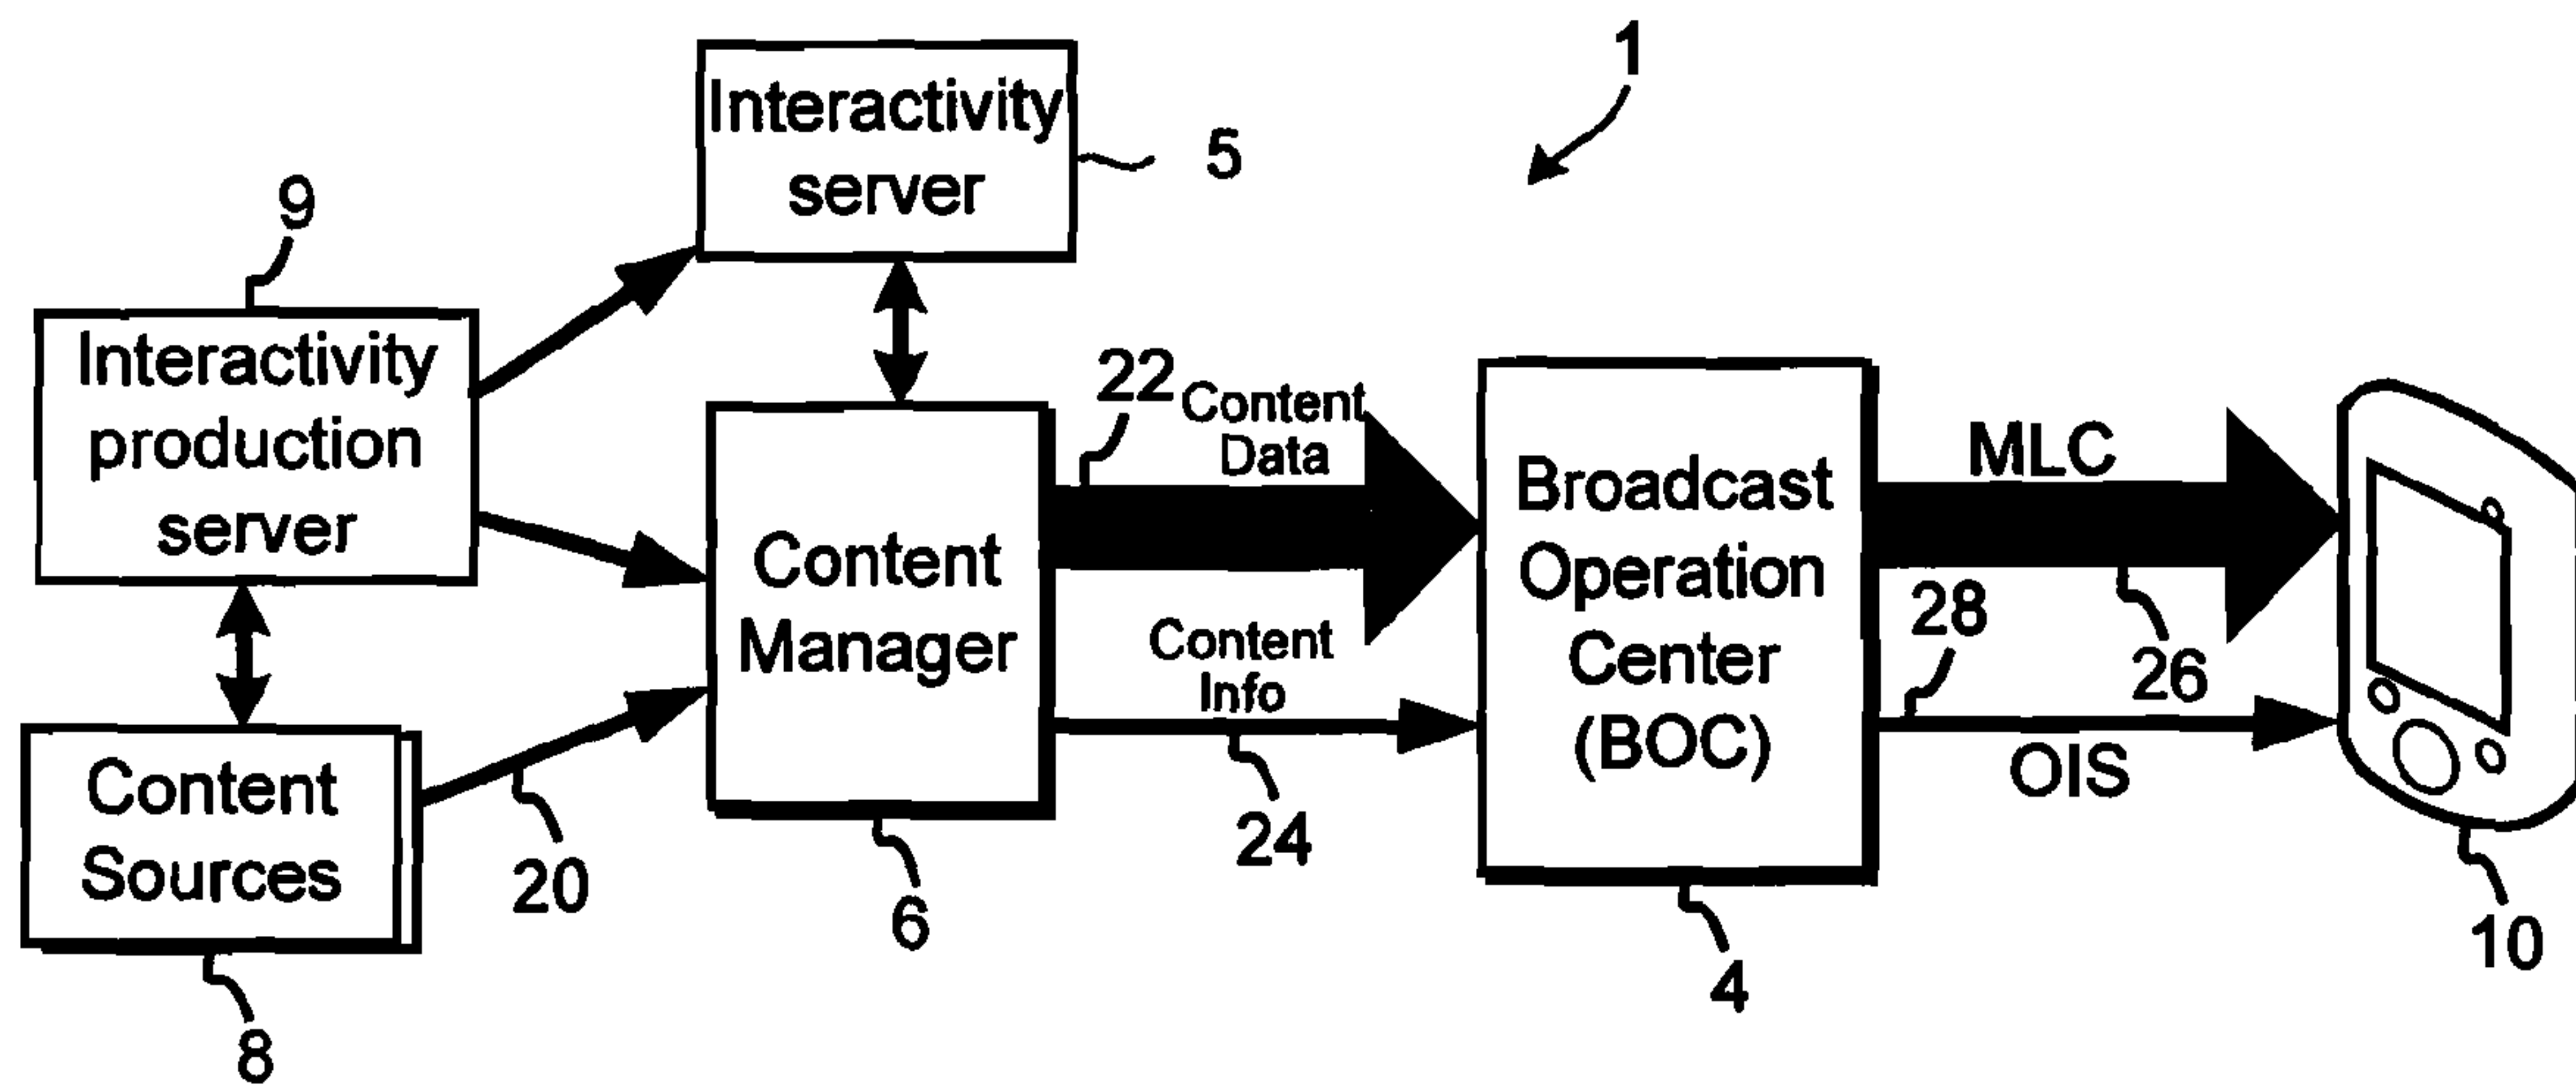 1
Interactivity
server
5
9
Interactivity
production
server
22
Content
Data
Content
Manager
Content
Info
24
6
Broadcast
Operation
Center
(BOC)
4
MLC
28
26
OIS
10
Content
Sources
20
8